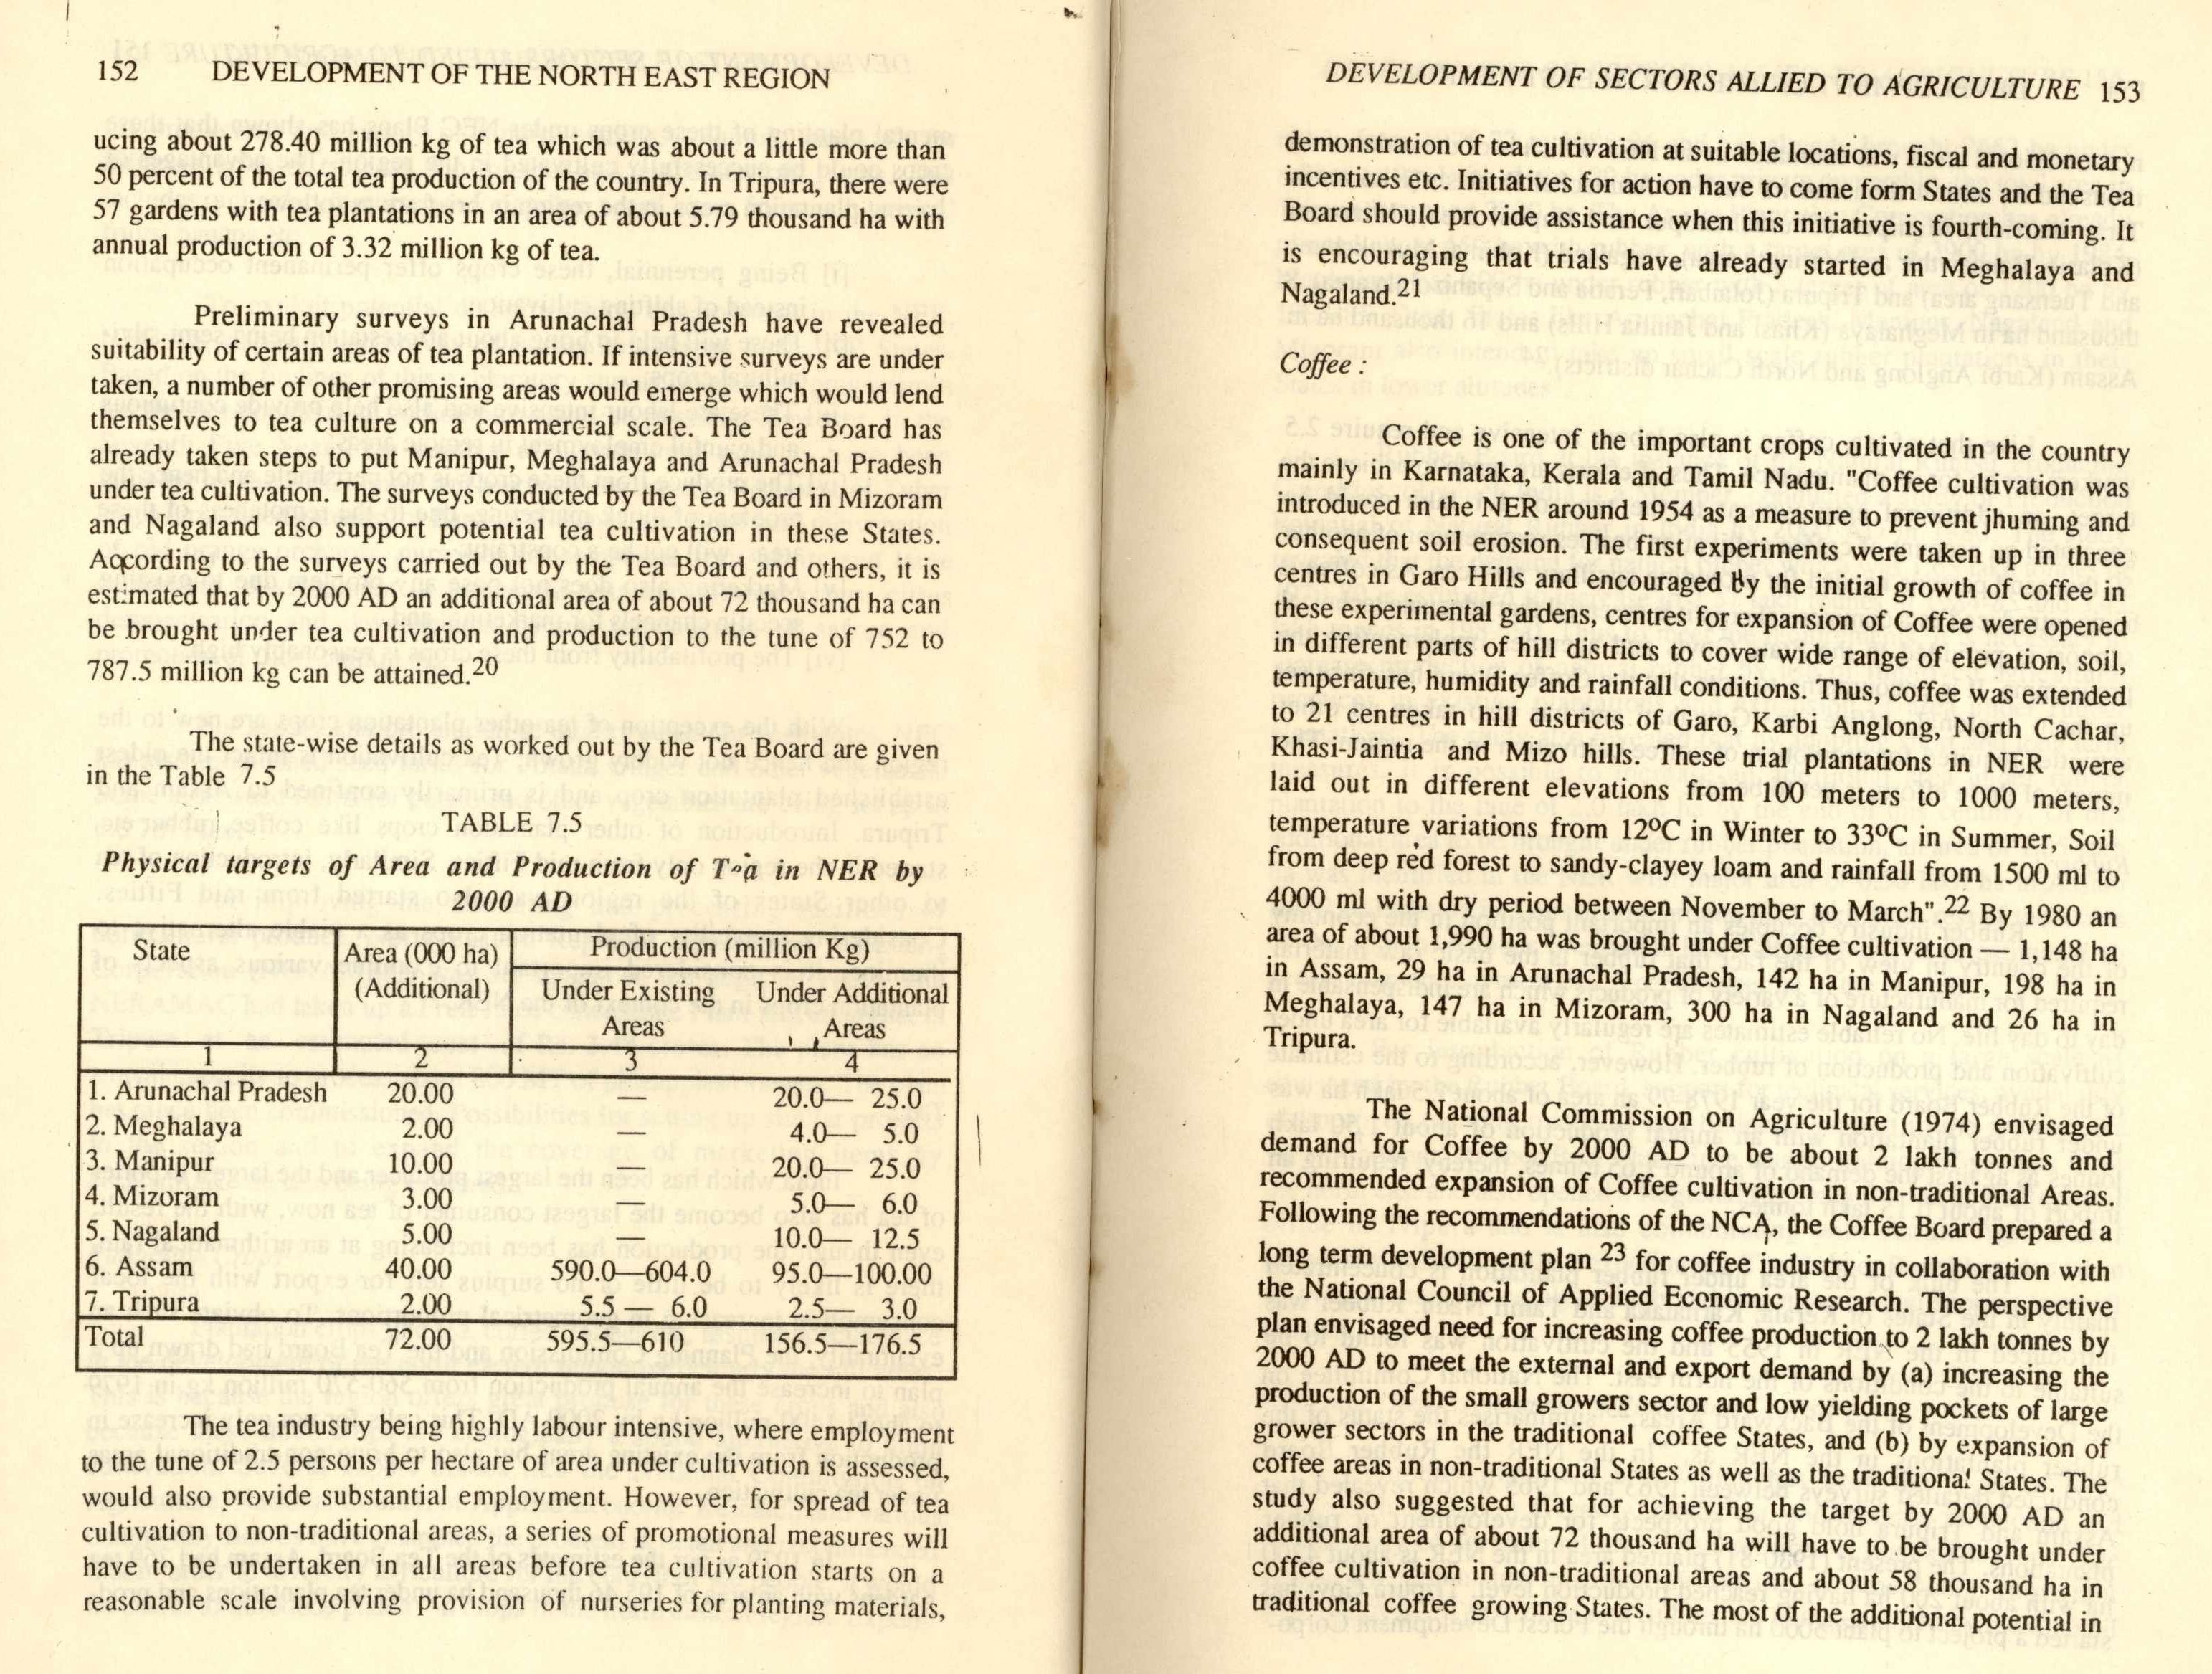 152 DEVELOPMENT OF THE NORTH EAST REGION
ucing about 278.40 million kg of tea which was about a little more than
50 percent of the total tea production of the country. In Tripura, there were
57 gardens with tea plantations in an area of about 5.79 thousand ha with
annual production of 3.32 million kg of tea.
Preliminary surveys in Arunachal Pradesh have revealed
suitability of certain areas of tea plantation. If intensive surveys are under
taken, a number of other promising areas would emerge which would lend
themselves to tea culture on a commercial scale. The Tea Board has
already taken steps to put Manipur, Meghalaya and Arunachal Pradesh
under tea cultivation. The surveys conducted by the Tea Board in Mizoram
and Nagaland also support potential tea cultivation in these States.
According to the surveys carried out by the Tea Board and others, it is
estimated that by 2000 AD an additional area of about 72 thousand ha can
be brought under tea cultivation and production to the tune of 752 to
787.5 million kg can be attained.20
The state-wise details as worked out by the Tea Board are given
in the Table 7.5
TABLE 7.5
Physical targets of Area and Production of Tea in NER by
2000 AD
State Area (000 ha) Production (million Kg)
(Additional) Under Existing Under Additional
Areas Areas
1 2 3 4
1. Arunachal Pradesh 20.00 — 20.0— 25.0
2. Meghalaya 2.00 — 4.0— 5.0
3. Manipur 10.00 — 20.0— 25.0
4. Mizoram 3.00 — 5.0— 6.0
5. Nagaland 5.00 — 10.0— 12.5
6. Assam 40.00 590.0—604.0 95.0—100.00
7. Tripura 2.00 5.5 — 6.0 2.5— 3.0
Total 72.00 595.5—610 156.5—176.5
The tea industry being highly labour intensive, where employment
to the tune of 2.5 persons per hectare of area under cultivation is assessed,
would also provide substantial employment. However, for spread of tea
cultivation to non-traditional areas, a series of promotional measures will
have to be undertaken in all areas before tea cultivation starts on a
reasonable scale involving provision of nurseries for planting materials,
DEVELOPMENT OF SECTORS ALLIED TO AGRICULTURE 153
demonstration of tea cultivation at suitable locations, fiscal and monetary
incentives etc. Initiatives for action have to come form States and the Tea
Board should provide assistance when this initiative is fourth-coming. It
is encouraging that trials have already started in Meghalaya and
Nagaland.21
Coffee :
Coffee is one of the important crops cultivated in the country
mainly in Karnataka, Kerala and Tamil Nadu. "Coffee cultivation was
introduced in the NER around 1954 as a measure to prevent jhuming and
consequent soil erosion. The first experiments were taken up in three
centres in Garo Hills and encouraged By the initial growth of coffee in
these experimental gardens, centres for expansion of Coffee were opened
in different parts of hill districts to cover wide range of elevation, soil,
temperature, humidity and rainfall conditions. Thus, coffee was extended
to 21 centres in hill districts of Garo, Karbi Anglong, North Cachar,
Khasi-Jaintia and Mizo hills. These trial plantations in NER were
laid out in different elevations from 100 meters to 1000 meters,
temperature variations from 12ºC in Winter to 33ºC in Summer, Soil
from deep red forest to sandy-clayey loam and rainfall from 1500 ml to
4000 ml with dry period between November to March".22 By 1980 an
area of about 1,990 ha was brought under Coffee cultivation — 1,148 ha
in Assam, 29 ha in Arunachal Pradesh, 142 ha in Manipur, 198 ha in
Meghalaya, 147 ha in Mizoram, 300 ha in Nagaland and 26 ha in
Tripura.
The National Commission on Agriculture (1974) envisaged
demand for Coffee by 2000 AD to be about 2 lakh tonnes and
recommended expansion of Coffee cultivation in non-traditional Areas.
Following the recommendations of the NCA, the Coffee Board prepared a
long term development plan 23 for coffee industry in collaboration with
the National Council of Applied Economic Research. The perspective
plan envisaged need for increasing coffee production to 2 lakh tonnes by
2000 AD to meet the external and export demand by (a) increasing the
production of the small growers sector and low yielding pockets of large
grower sectors in the traditional coffee States, and (b) by expansion of
coffee areas in non-traditional States as well as the traditional States. The
study also suggested that for achieving the target by 2000 AD an
additional area of about 72 thousand ha will have to be brought under
coffee cultivation in non-traditional areas and about 58 thousand ha in
traditional coffee growing States. The most of the additional potential in